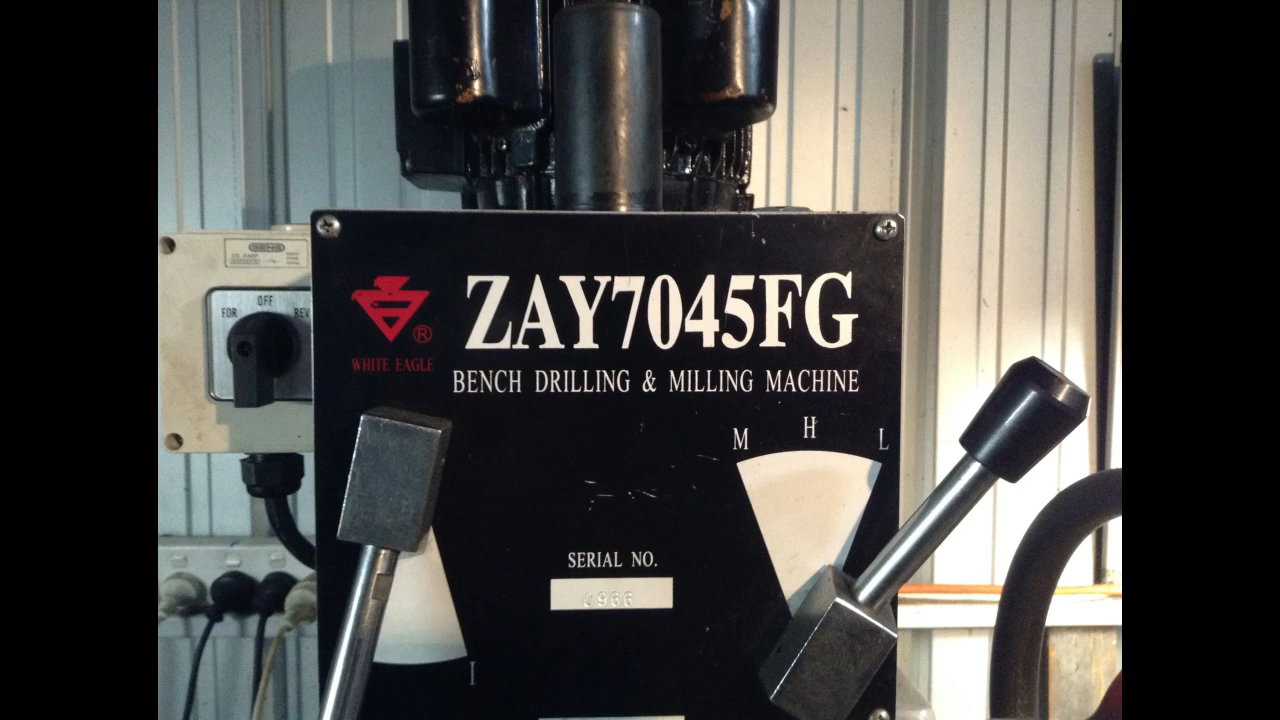 ZAY7045FG
®
WHITE EAGLE
BENCH DRILLING & MILLING MACHINE
OFF
FOR
REV
M H L
SERIAL NO.
I